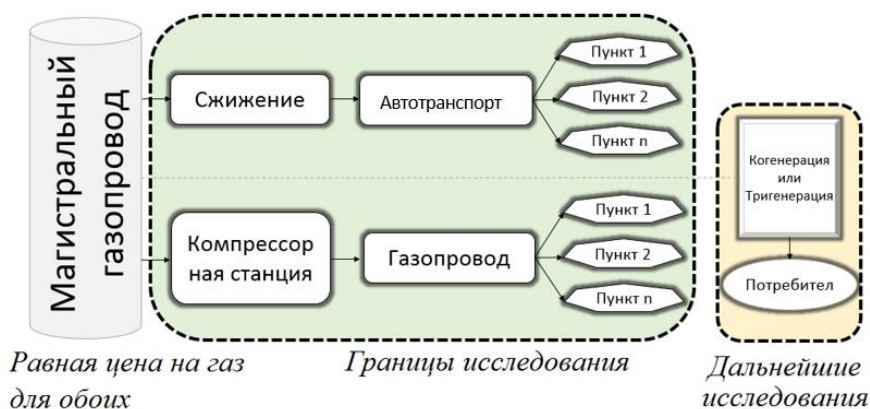 Магистральный
газопровод
Сжижение
Автотранспорт
Пункт 1
Пункт 2
Пункт n
Компрессор
ная станция
Газопровод
Пункт 1
Пункт 2
Пункт n
Когенерация
или
Тригенерация
Потребител
Равная цена на газ
для обоих
Границы исследования
Дальнейшие
исследования